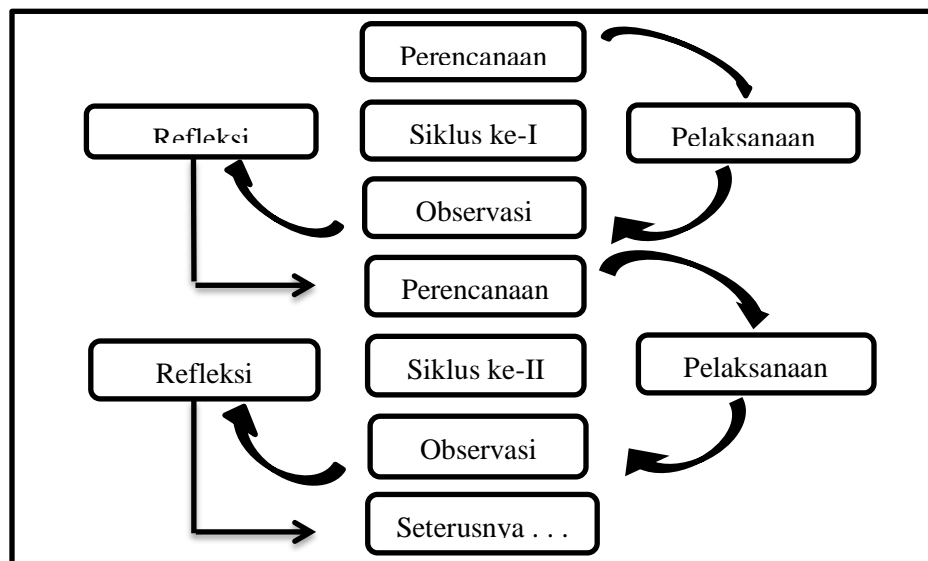 Perencanaan
Refleksi
Siklus ke-I
Pelaksanaan
Observasi
Perencanaan
Refleksi
Siklus ke-II
Pelaksanaan
Observasi
Seterusnya . . .